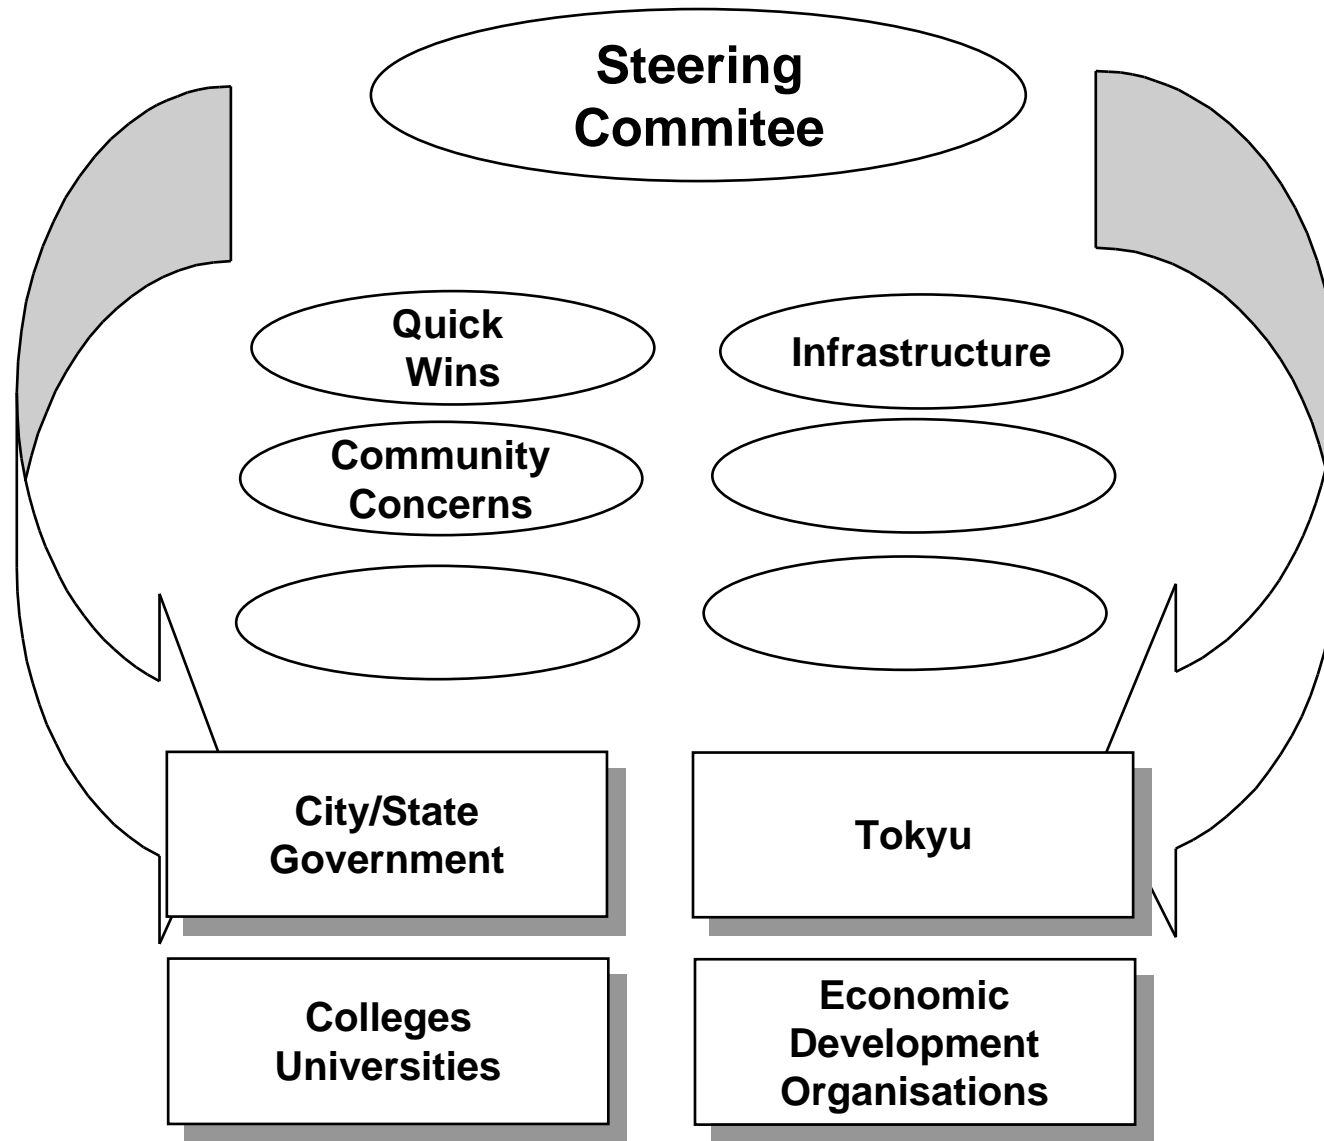 Steering
Commitee
Quick
Wins
Infrastructure
Community
Concerns
City/State
Government
Tokyu
Colleges
Universities
Economic
Development
Organisations